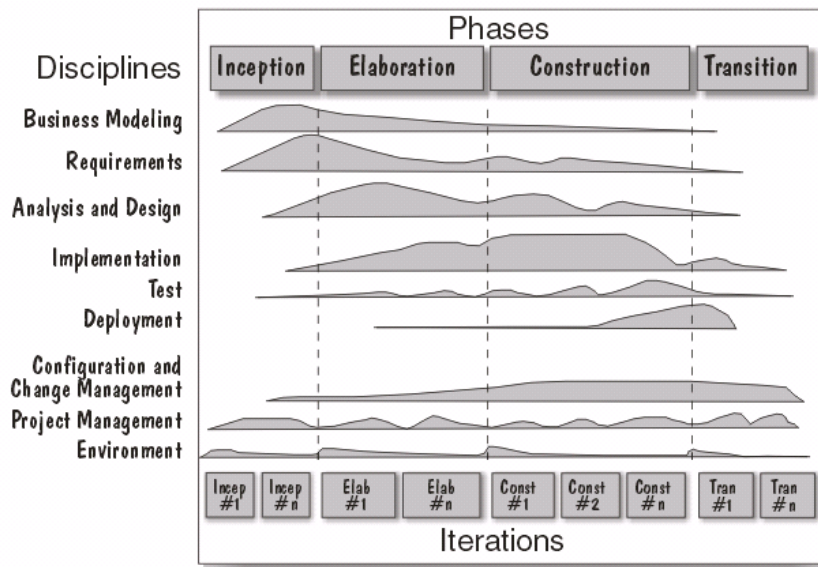 Phases
Disciplines
Inception Elaboration Construction Transition
Business Modeling
Requirements
Analysis and Design
Implementation
Test
Deployment
Configuration and
Change Management
Project Management
Environment
Incep Incep Elab Elab Const Const Const Tran Tran
#1 #n #1 #n #1 #2 #n #1 #n
Iterations